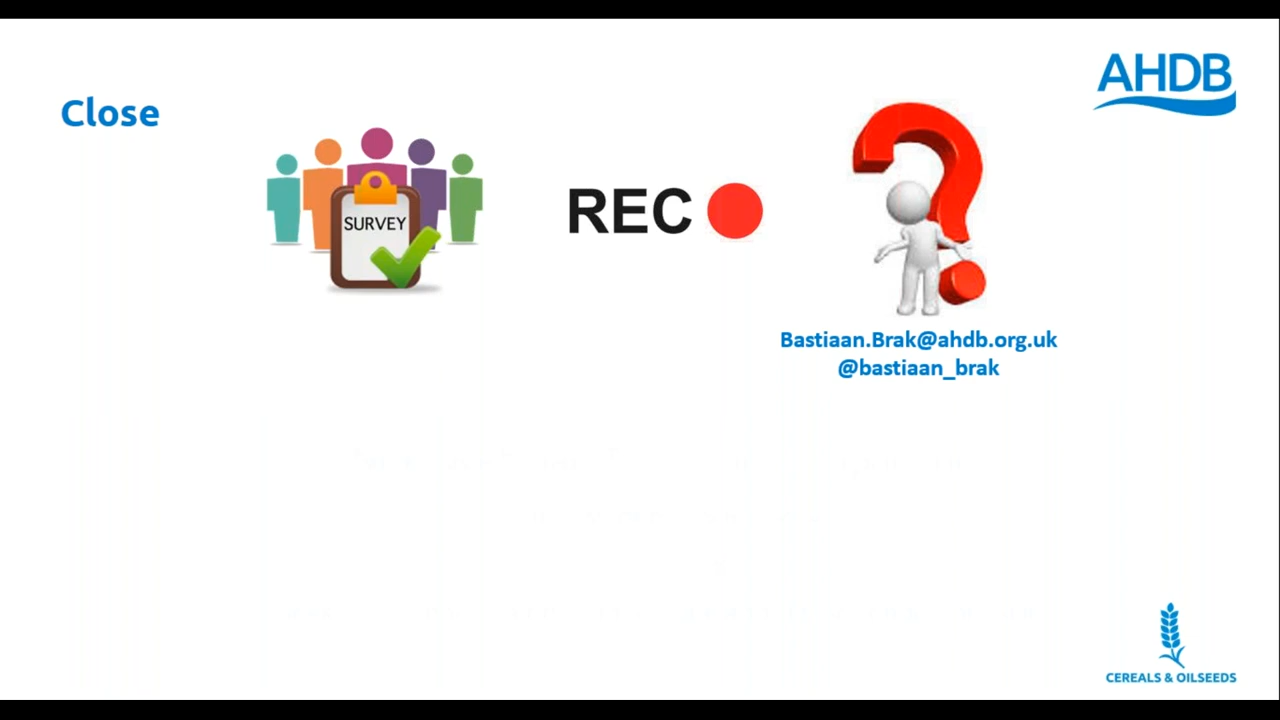 AHDB
Close
SURVEY
REC
Bastiaan.Brak@ahdb.org.uk
@bastiaan_brak
CEREALS & OILSEEDS